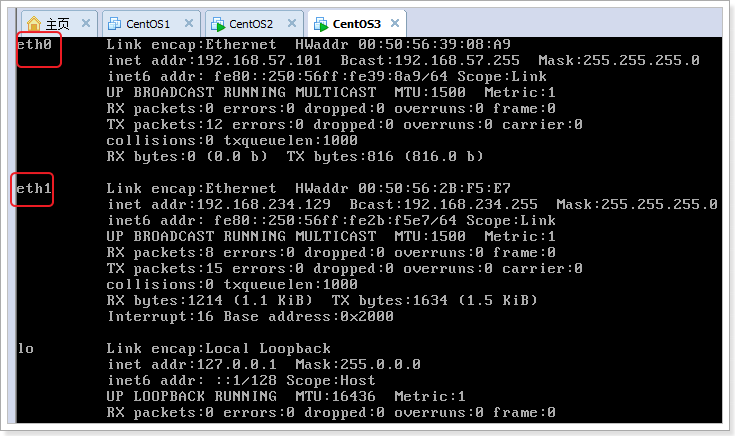 主页 CentOS1 CentOS2 CentOS3
eth0 Link encap:Ethernet HWaddr 00:50:56:39:08:A9
inet addr:192.168.57.101 Bcast:192.168.57.255 Mask:255.255.255.0
inet6 addr: fe80::250:56ff:fe39:8a9/64 Scope:Link
UP BROADCAST RUNNING MULTICAST MTU:1500 Metric:1
RX packets:0 errors:0 dropped:0 overruns:0 frame:0
TX packets:12 errors:0 dropped:0 overruns:0 carrier:0
collisions:0 txqueuelen:1000
RX bytes:0 (0.0 b) TX bytes:816 (816.0 b)
eth1 Link encap:Ethernet HWaddr 00:50:56:2B:F5:E7
inet addr:192.168.234.129 Bcast:192.168.234.255 Mask:255.255.255.0
inet6 addr: fe80::250:56ff:fe2b:f5e7/64 Scope:Link
UP BROADCAST RUNNING MULTICAST MTU:1500 Metric:1
RX packets:8 errors:0 dropped:0 overruns:0 frame:0
TX packets:15 errors:0 dropped:0 overruns:0 carrier:0
collisions:0 txqueuelen:1000
RX bytes:1214 (1.1 KiB) TX bytes:1634 (1.5 KiB)
Interrupt:16 Base address:0x2000
lo Link encap:Local Loopback
inet addr:127.0.0.1 Mask:255.0.0.0
inet6 addr: ::1/128 Scope:Host
UP LOOPBACK RUNNING MTU:16436 Metric:1
RX packets:0 errors:0 dropped:0 overruns:0 frame:0